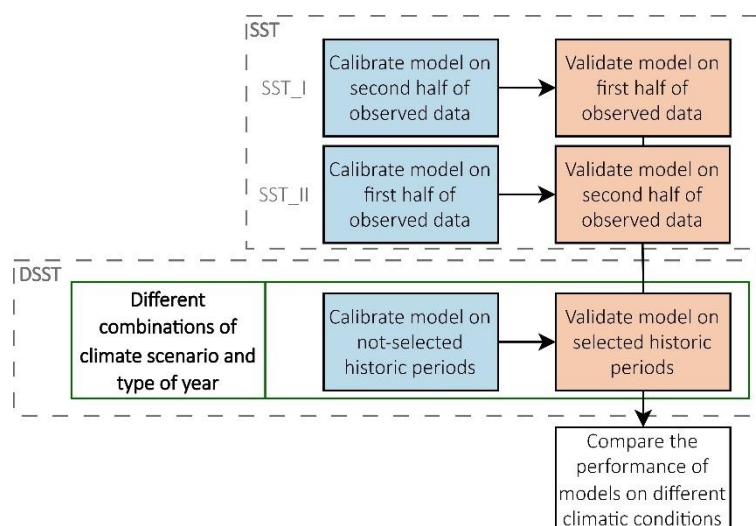 SST
SST_I
Calibrate model on
second half of
observed data
Validate model on
first half of
observed data
SST_II
Calibrate model on
first half of
observed data
Validate model on
second half of
observed data
DSST
Different
combinations of
climate scenario and
type of year
Calibrate model on
not-selected
historic periods
Validate model on
selected historic
periods
Compare the
performance of
models on different
climatic conditions